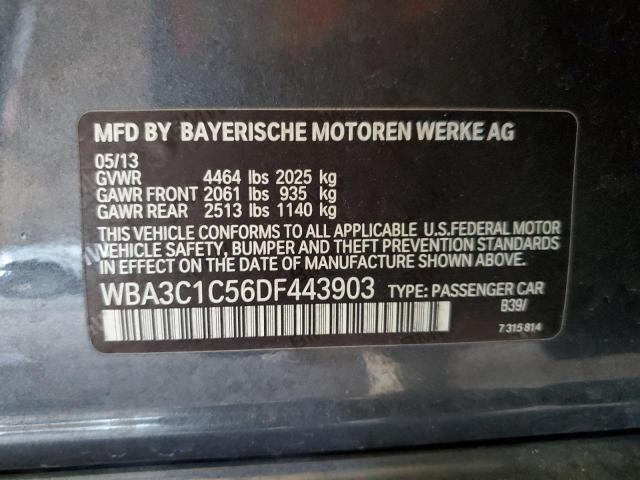 MFD BY BAYERISCHE MOTOREN WERKE AG
05/13
GVWR 4464 lbs 2025 kg
GAWR FRONT 2061 lbs 935 kg
GAWR REAR 2513 lbs 1140 kg
THIS VEHICLE CONFORMS TO ALL APPLICABLE U.S.FEDERAL MOTOR
VEHICLE SAFETY, BUMPER AND THEFT PREVENTION STANDARDS
IN EFFECT ON THE DATE OF MANUFACTURE SHOWN ABOVE.
WBA3C1C56DF443903 TYPE: PASSENGER CAR
B39/
7 315 814